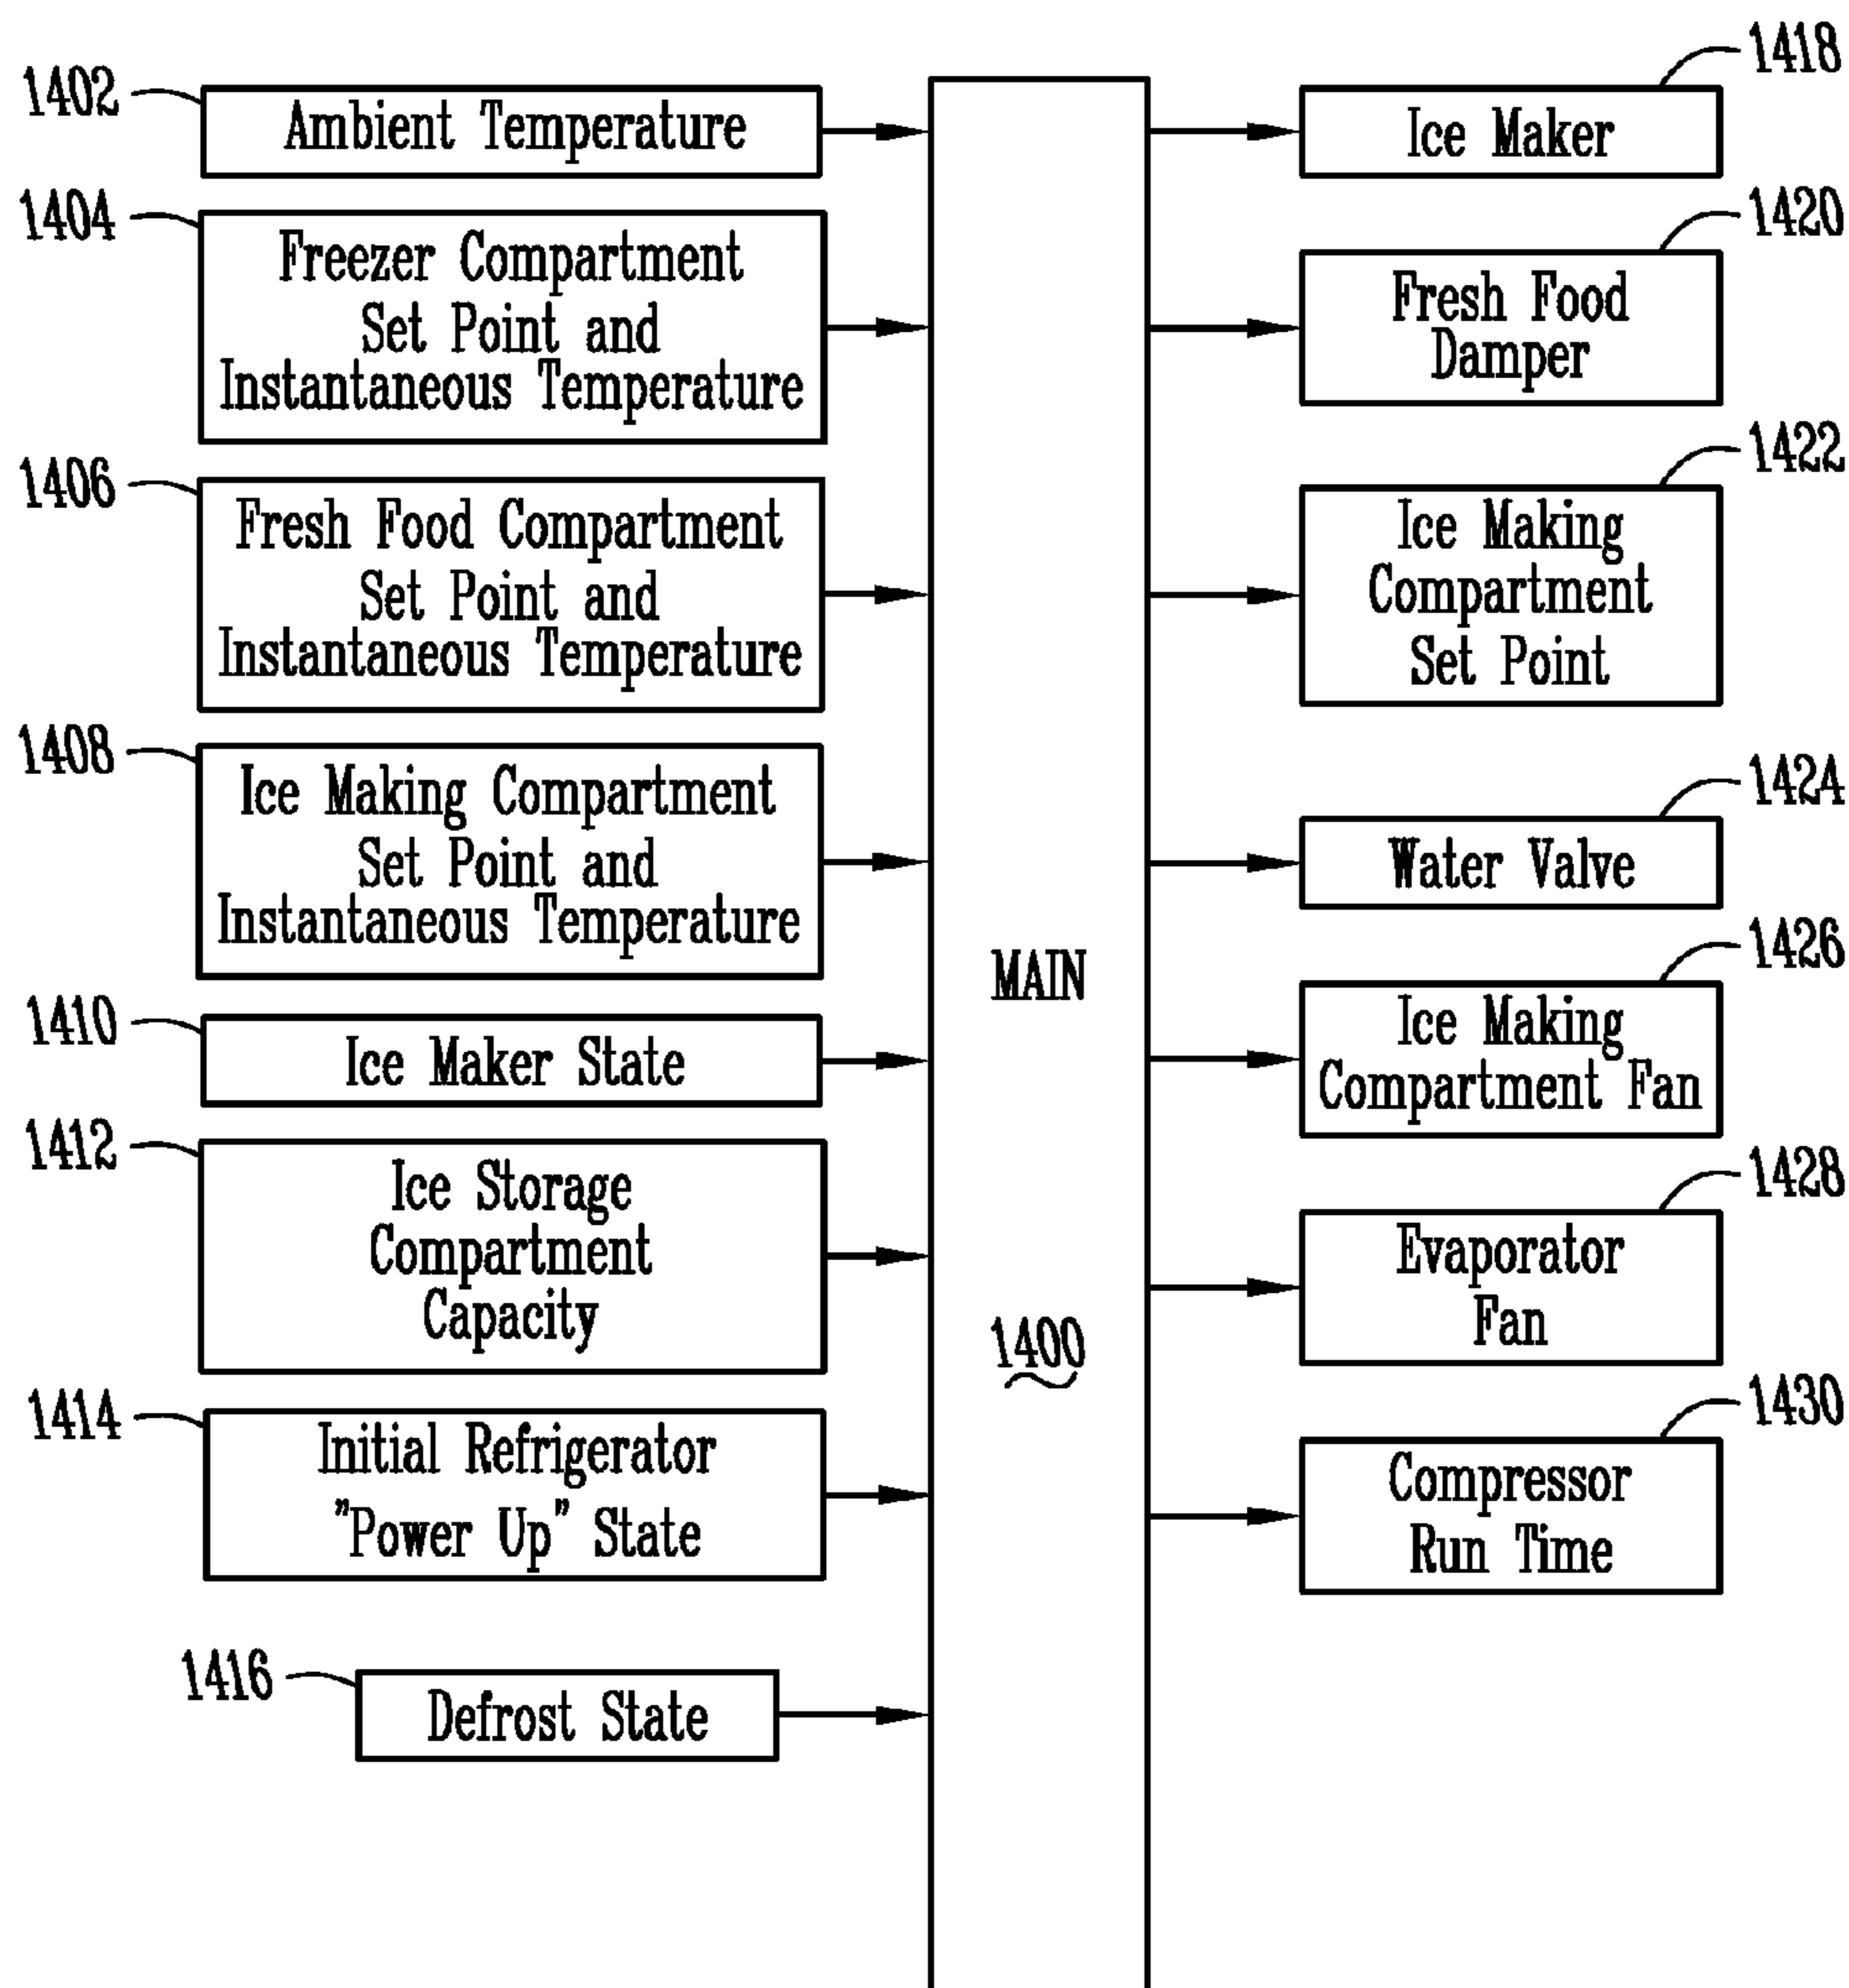 1402
Ambient Temperature
1404
Freezer Compartment
Set Point and
Instantaneous Temperature
1406
Fresh Food Compartment
Set Point and
Instantaneous Temperature
1408
Ice Making Compartment
Set Point and
Instantaneous Temperature
1410
Ice Maker State
1412
Ice Storage
Compartment
Capacity
1414
Initial Refrigerator
"Power Up" State
1416
Defrost State
MAIN
1400
1418
Ice Maker
1420
Fresh Food
Damper
1422
Ice Making
Compartment
Set Point
1424
Water Valve
1426
Ice Making
Compartment Fan
1428
Evaporator
Fan
1430
Compressor
Run Time